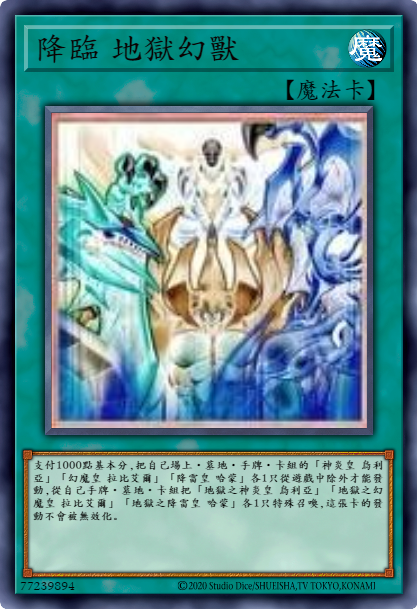 降臨 地獄幻獸
魔
【魔法卡】
支付1000點基本分,把自己場上・墓地・手牌・卡組的「神炎皇 烏利
亞」「幻魔皇 拉比艾爾」「降雷皇 哈蒙」各1只從遊戲中除外才能發
動,從自己手牌・墓地・卡組把「地獄之神炎皇 烏利亞」「地獄之幻
魔皇 拉比艾爾」「地獄之降雷皇 哈蒙」各1只特殊召喚,這張卡的發
動不會被無效化。
77239894
©2020 Studio Dice/SHUEISHA,TV TOKYO,KONAMI